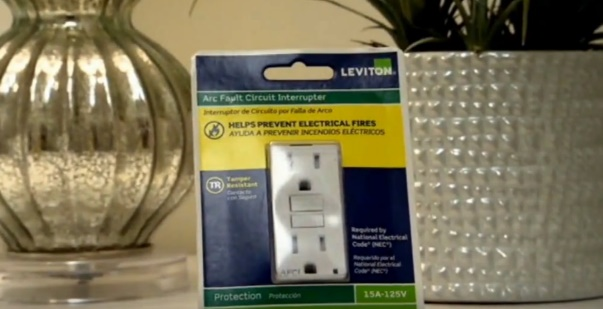 LEVITON
Arc Fault Circuit Interrupter
Interruptor de Circuito por Falla de Arco
HELPS PREVENT ELECTRICAL FIRES
AYUDA A PREVENIR INCENDIOS ELÉCTRICOS
TR
Tamper
Resistant
Required by
National Electrical
Code® (NEC®)
Requerido por el
National Electrical
Code® (NEC®)
AFCI
Protection Protección
15A-125V